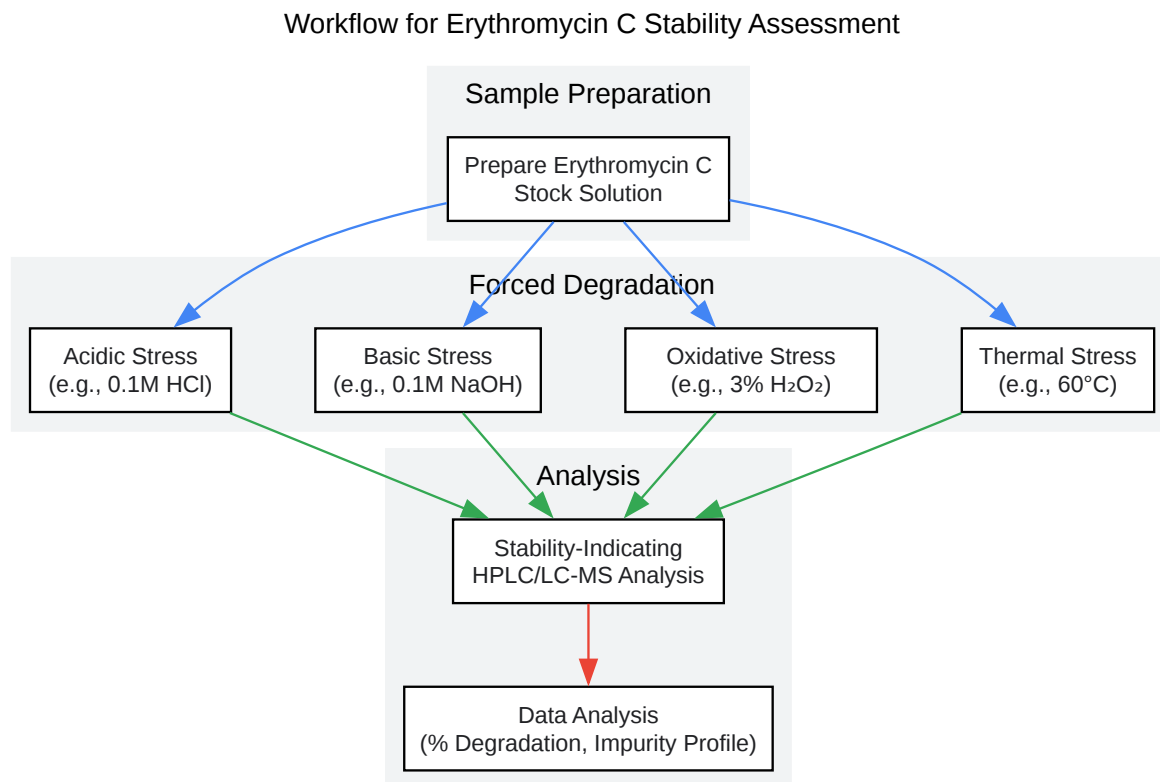 Workflow for Erythromycin C Stability Assessment
Sample Preparation
Prepare Erythromycin C
Stock Solution
Forced Degradation
Acidic Stress
(e.g., 0.1M HCl)
Basic Stress
(e.g., 0.1M NaOH)
Oxidative Stress
(e.g., 3% H₂O₂)
Thermal Stress
(e.g., 60°C)
Analysis
Stability-Indicating
HPLC/LC-MS Analysis
Data Analysis
(% Degradation, Impurity Profile)